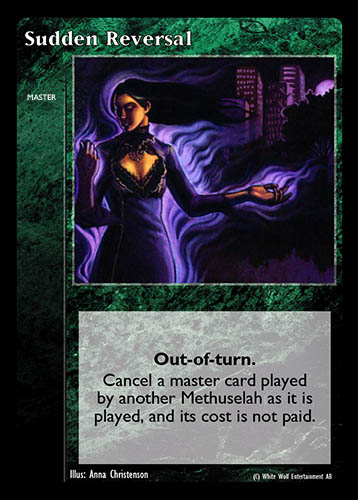 Sudden Reversal
MASTER
Out-of-turn.
Cancel a master card played
by another Methuselah as it is
played, and its cost is not paid.
Illus: Anna Christenson
(C) White Wolf Entertainment AB